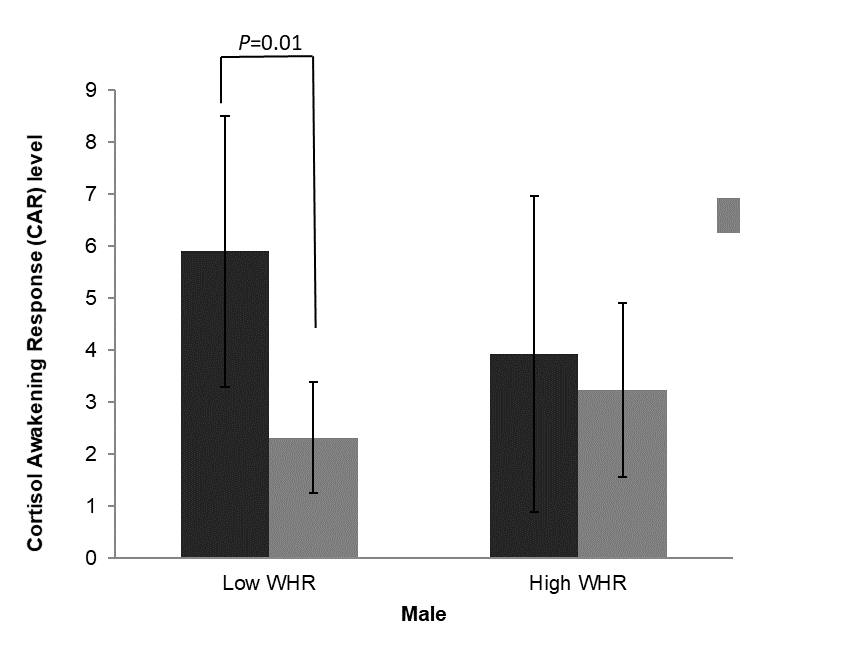 P=0.01
Cortisol Awakening Response (CAR) level
9
8
7
6
5
4
3
2
1
0
Low WHR
High WHR
Male